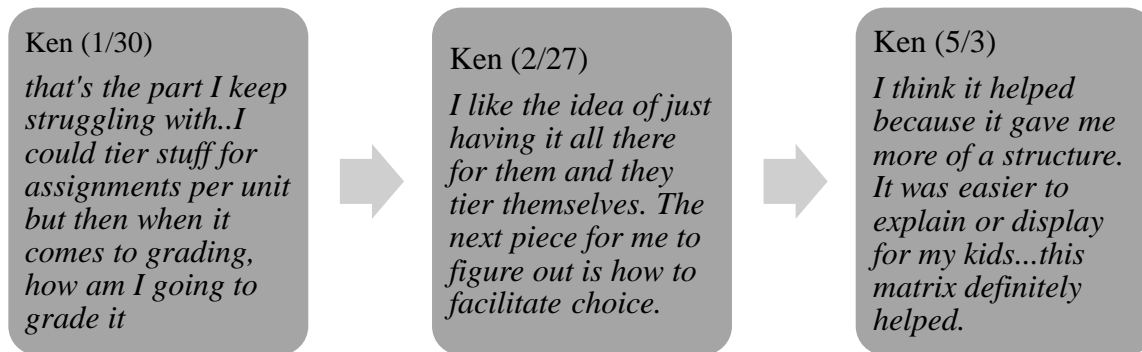 Ken (1/30)
that's the part I keep
struggling with..I
could tier stuff for
assignments per unit
but then when it
comes to grading,
how am I going to
grade it
Ken (2/27)
I like the idea of just
having it all there
for them and they
tier themselves. The
next piece for me to
figure out is how to
facilitate choice.
Ken (5/3)
I think it helped
because it gave me
more of a structure.
It was easier to
explain or display
for my kids...this
matrix definitely
helped.